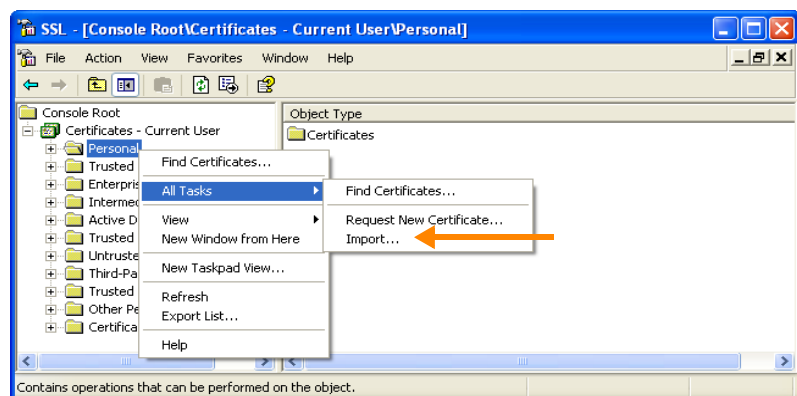 SSL - [Console Root\Certificates - Current User\Personal]
File Action View Favorites Window Help
Console Root
Object Type
Certificates - Current User
Certificates
Personal
Trusted
Enterpris
Intermed
Active D
Trusted
Untruste
Third-Pa
Trusted
Other Pe
Certifica
Find Certificates...
All Tasks
View
New Window from Here
New Taskpad View...
Refresh
Export List...
Help
Find Certificates...
Request New Certificate...
Import...
Contains operations that can be performed on the object.